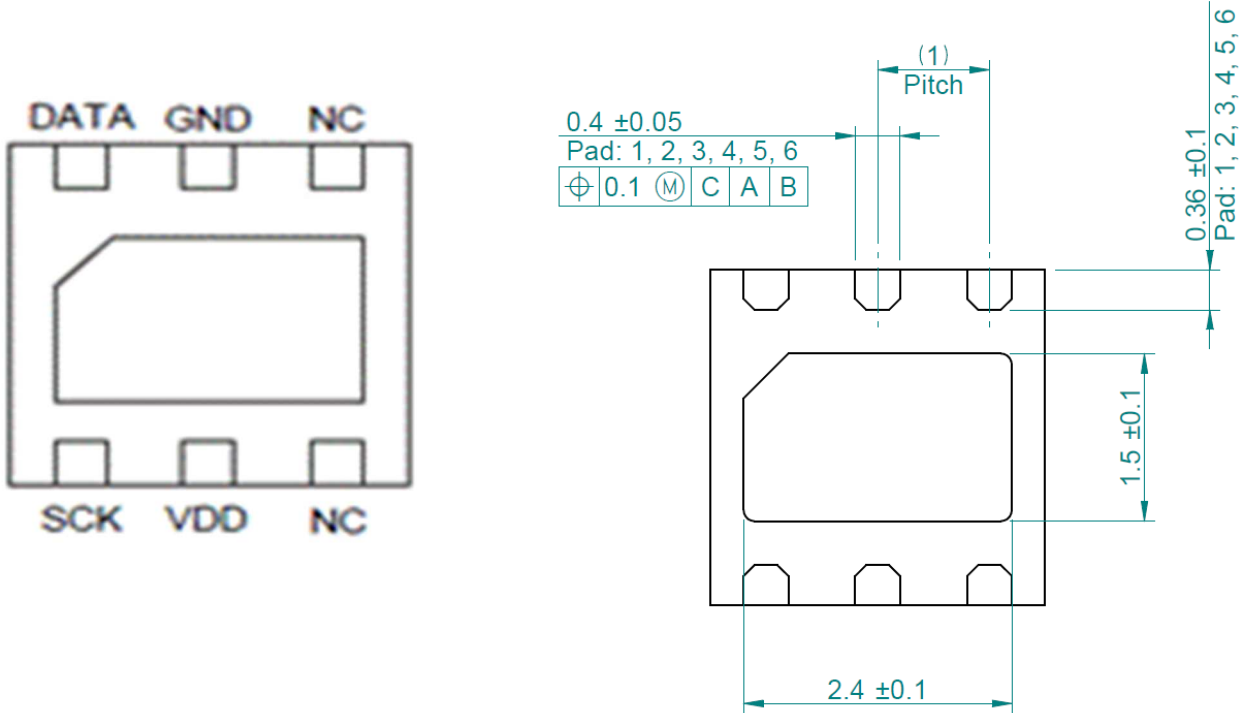 DATA GND NC
SCK VDD NC
(1)
Pitch
0.4 ±0.05
Pad: 1, 2, 3, 4, 5, 6
⌖ 0.1 Ⓜ C A B
0.36 ±0.1
Pad: 1, 2, 3, 4, 5, 6
1.5 ±0.1
2.4 ±0.1